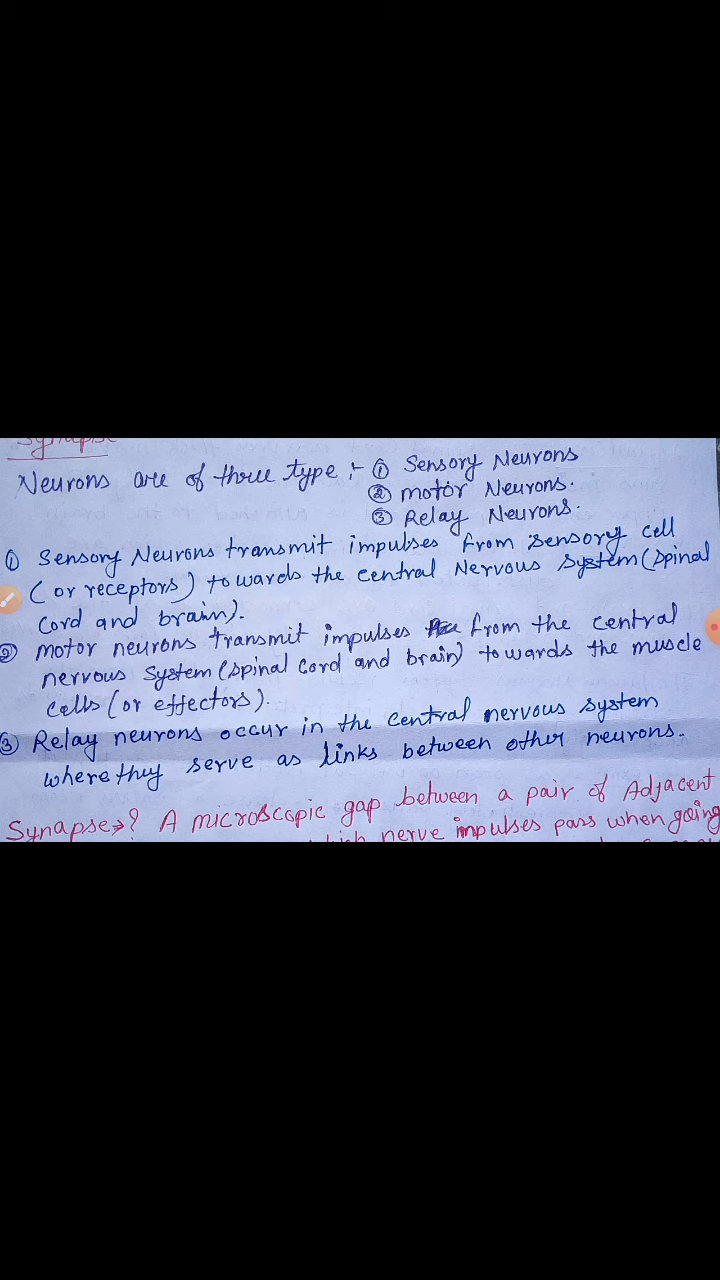 Synapse
Neurons are of three type :- ① Sensory Neurons
② motor Neurons.
③ Relay Neurons.
① Sensory Neurons transmit impulses from sensory cell
(or receptors) towards the central Nervous System (spinal
cord and brain).
② motor neurons transmit impulses from the central
nervous System (spinal cord and brain) towards the muscle
cells (or effectors).
③ Relay neurons occur in the central nervous system
where they serve as links between other neurons.
Synapse→? A microscopic gap between a pair of Adjacent
nerve impulses pass when going